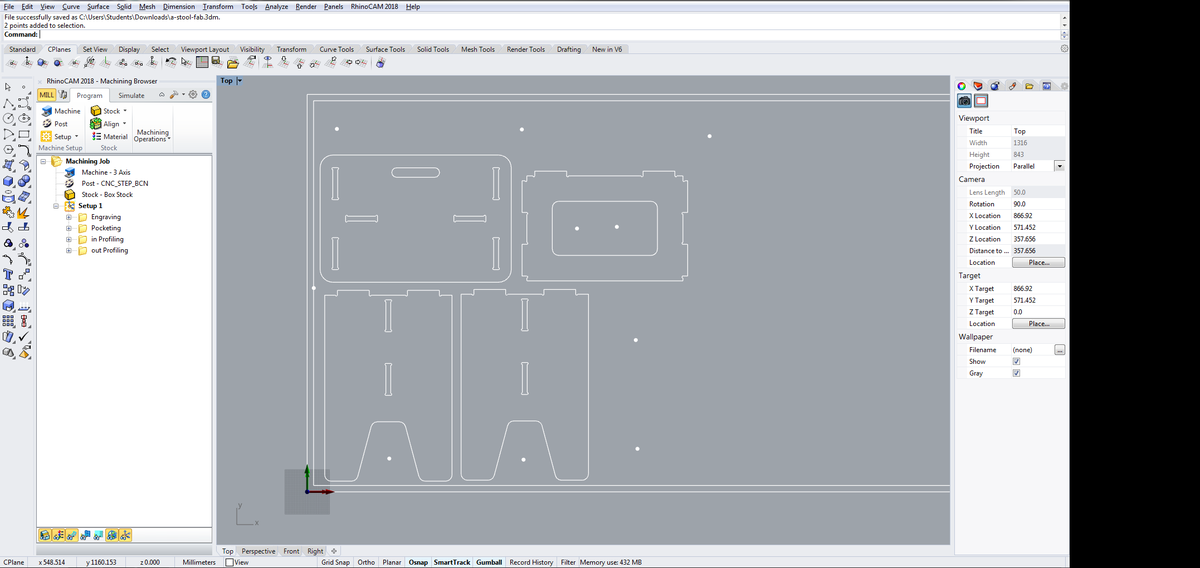 File Edit View Curve Surface Solid Mesh Dimension Transform Tools Analyze Render Panels RhinoCAM 2018 Help
File successfully saved as C:\Users\Students\Downloads\a-stool-fab.3dm.
2 points added to selection.
Command:
Standard CPlanes Set View Display Select Viewport Layout Visibility Transform Curve Tools Surface Tools Solid Tools Mesh Tools Render Tools Drafting New in V6
RhinoCAM 2018 - Machining Browser
MILL Program Simulate
Machine Stock
Post Align
Setup Material
Machining Operations
Machine Setup Stock
Machining Job
Machine - 3 Axis
Post - CNC_STEP_BCN
Stock - Box Stock
Setup 1
Engraving
Pocketing
in Profiling
out Profiling
Top
y
x
Top Perspective Front Right
Viewport
Title Top
Width 1316
Height 843
Projection Parallel
Camera
Lens Length 50.0
Rotation 90.0
X Location 866.92
Y Location 571.452
Z Location 357.656
Distance to ... 357.656
Location Place...
Target
X Target 866.92
Y Target 571.452
Z Target 0.0
Location Place...
Wallpaper
Filename (none) ...
Show
Gray
CPlane x 548.514 y 1160.153 z 0.000 Millimeters View Grid Snap Ortho Planar Osnap SmartTrack Gumball Record History Filter Memory use: 432 MB